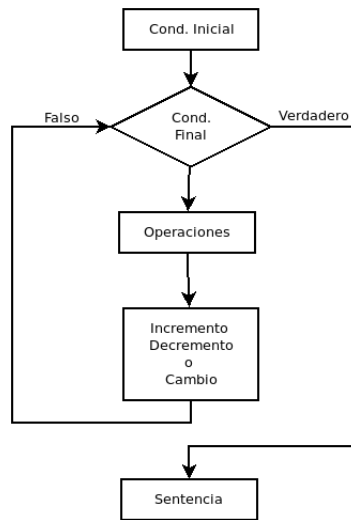 Cond. Inicial
Falso
Cond.
Final
Verdadero
Operaciones
Incremento
Decremento
o
Cambio
Sentencia